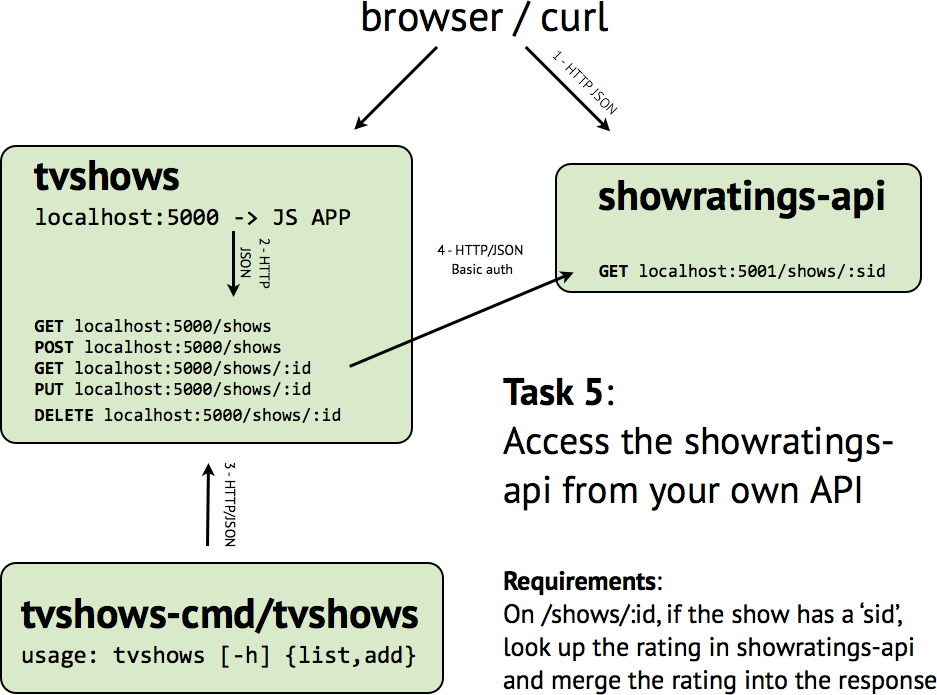 browser / curl
1 - HTTP JSON
tvshows
localhost:5000 -> JS APP
2 - HTTP
JSON
GET localhost:5000/shows
POST localhost:5000/shows
GET localhost:5000/shows/:id
PUT localhost:5000/shows/:id
DELETE localhost:5000/shows/:id
showratings-api
GET localhost:5001/shows/:sid
4 - HTTP/JSON
Basic auth
3 - HTTP/JSON
tvshows-cmd/tvshows
usage: tvshows [-h] {list,add}
Task 5:
Access the showratings-
api from your own API
Requirements:
On /shows/:id, if the show has a ‘sid’,
look up the rating in showratings-api
and merge the rating into the response